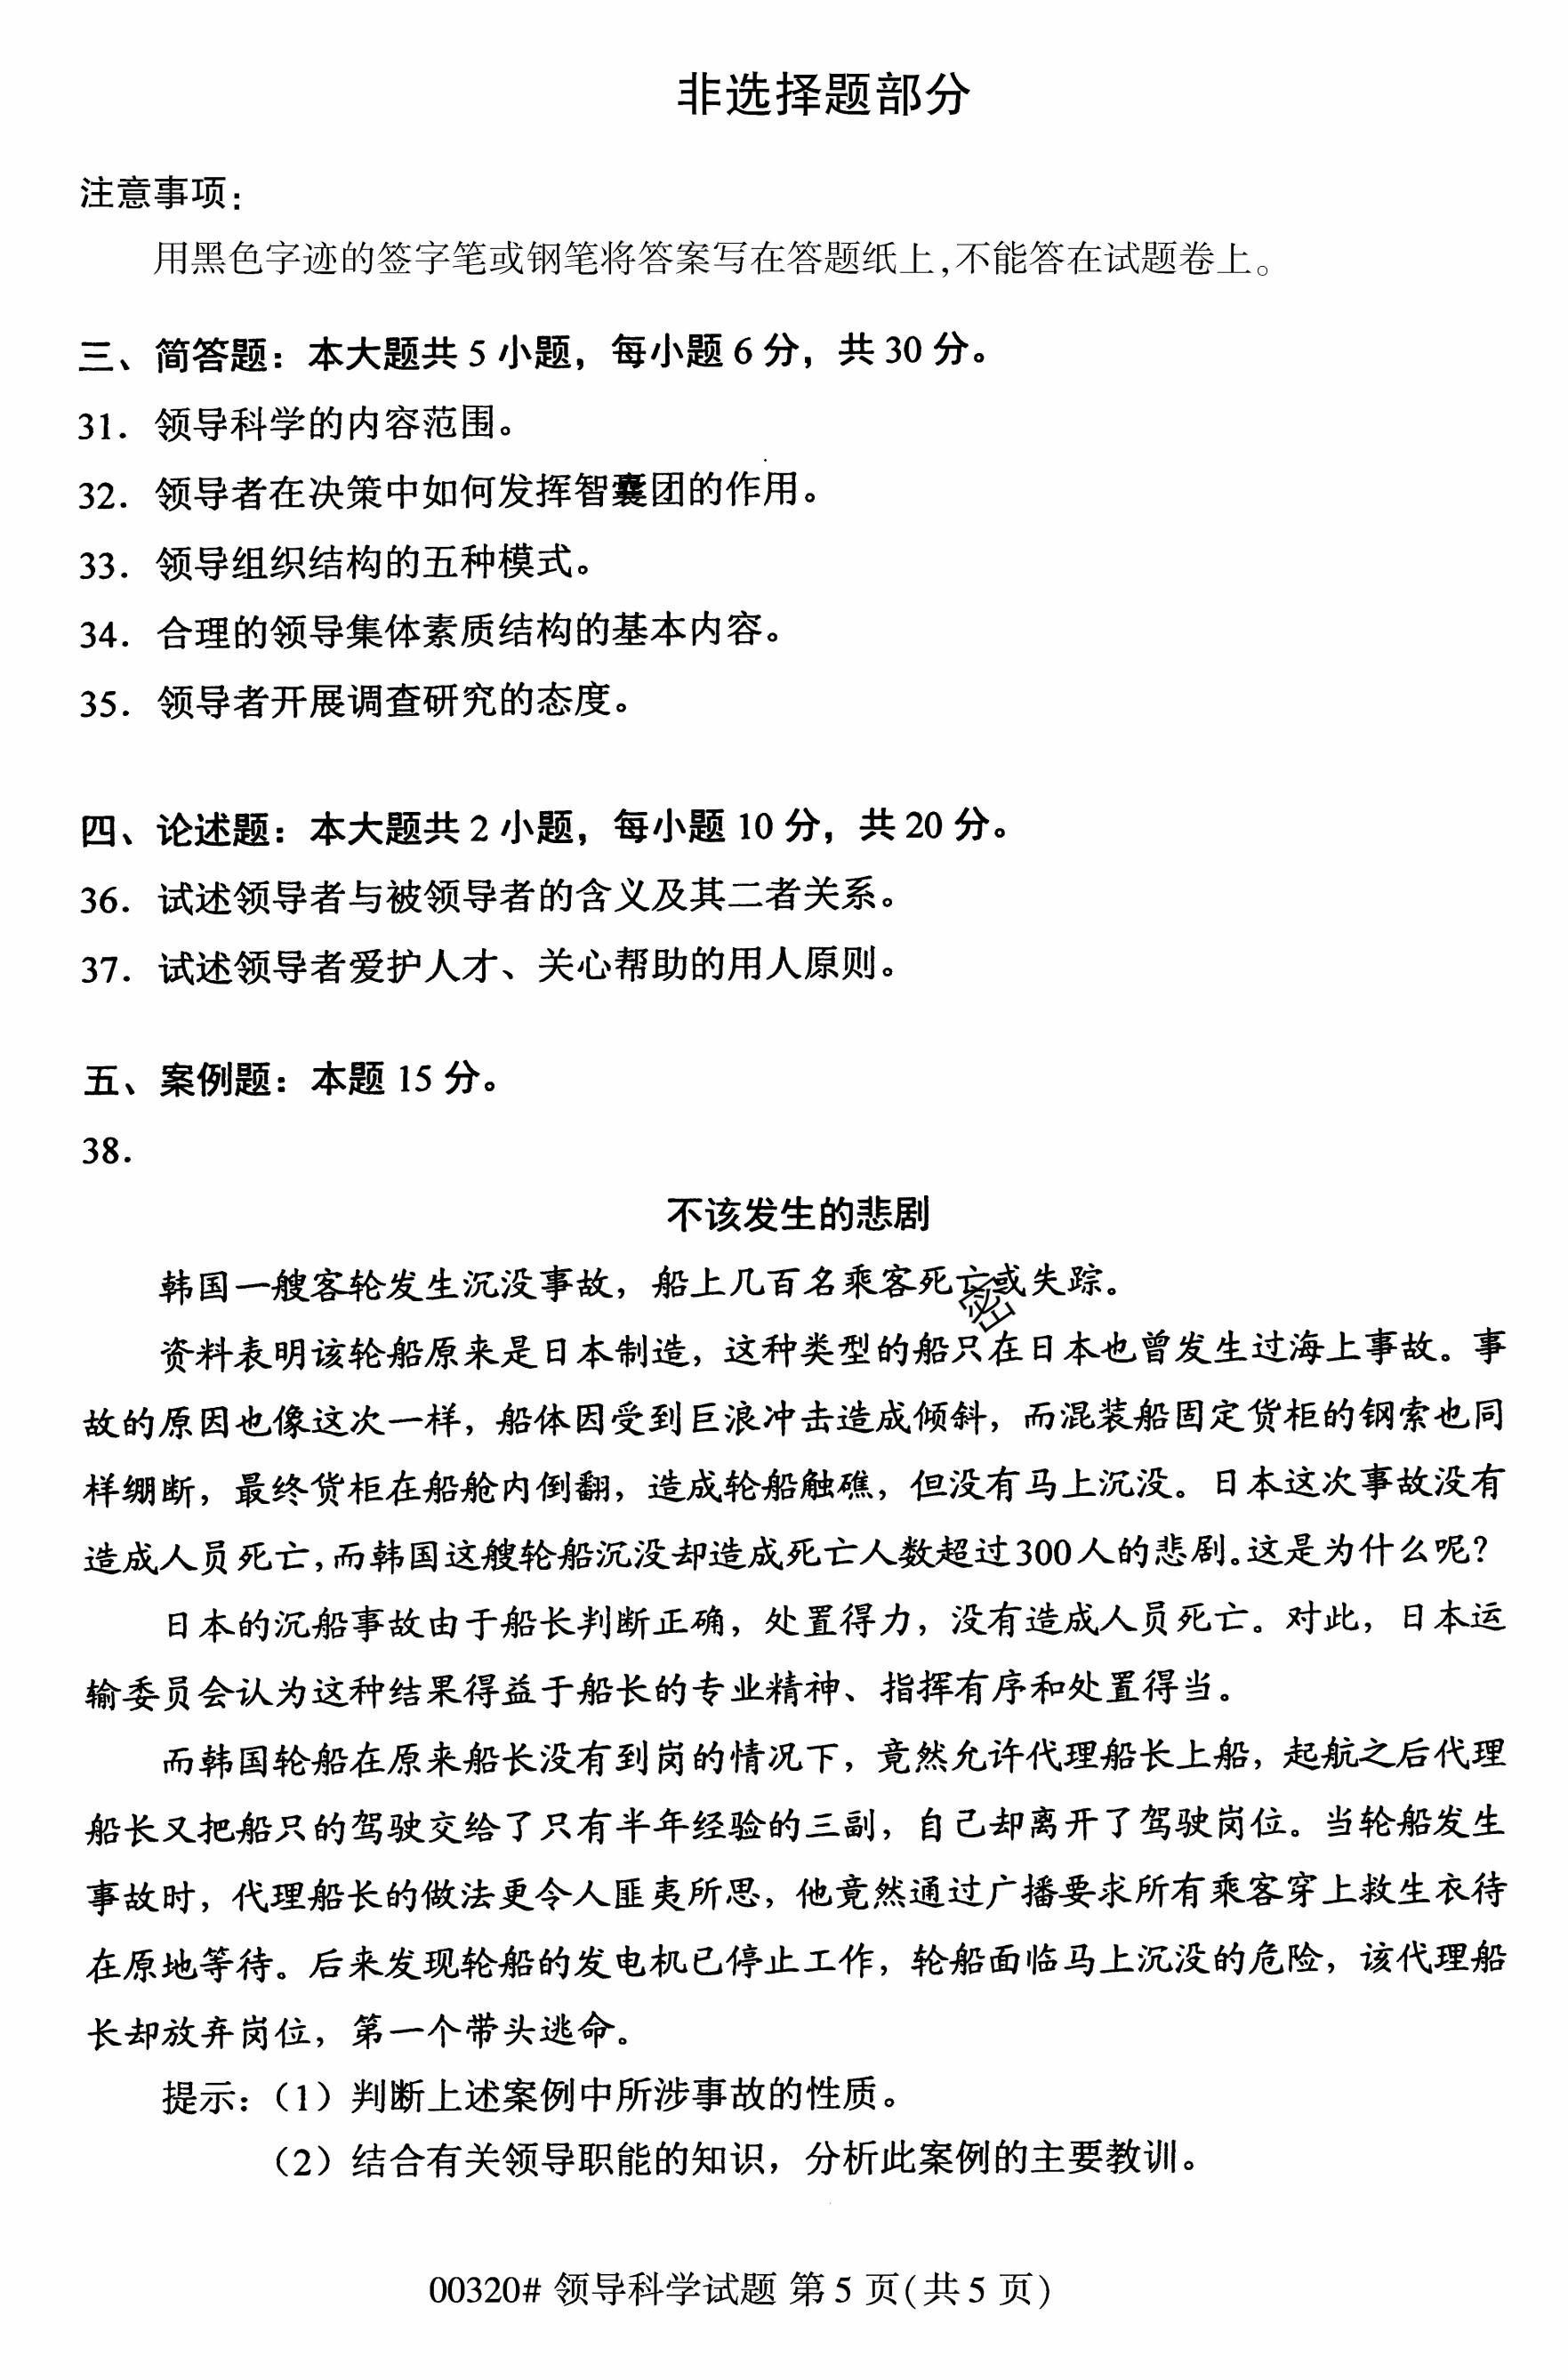 非选择题部分
注意事项：
用黑色字迹的签字笔或钢笔将答案写在答题纸上,不能答在试题卷上。
三、简答题：本大题共 5 小题，每小题 6 分，共 30 分。
31．领导科学的内容范围。
32．领导者在决策中如何发挥智囊团的作用。
33．领导组织结构的五种模式。
34．合理的领导集体素质结构的基本内容。
35．领导者开展调查研究的态度。
四、论述题：本大题共 2 小题，每小题 10 分，共 20 分。
36．试述领导者与被领导者的含义及其二者关系。
37．试述领导者爱护人才、关心帮助的用人原则。
五、案例题：本题 15 分。
38．
不该发生的悲剧
韩国一艘客轮发生沉没事故，船上几百名乘客死亡或失踪。
密
资料表明该轮船原来是日本制造，这种类型的船只在日本也曾发生过海上事故。事
故的原因也像这次一样，船体因受到巨浪冲击造成倾斜，而混装船固定货柜的钢索也同
样绷断，最终货柜在船舱内倒翻，造成轮船触礁，但没有马上沉没。日本这次事故没有
造成人员死亡,而韩国这艘轮船沉没却造成死亡人数超过300人的悲剧。这是为什么呢?
日本的沉船事故由于船长判断正确，处置得力，没有造成人员死亡。对此，日本运
输委员会认为这种结果得益于船长的专业精神、指挥有序和处置得当。
而韩国轮船在原来船长没有到岗的情况下，竟然允许代理船长上船，起航之后代理
船长又把船只的驾驶交给了只有半年经验的三副，自己却离开了驾驶岗位。当轮船发生
事故时，代理船长的做法更令人匪夷所思，他竟然通过广播要求所有乘客穿上救生衣待
在原地等待。后来发现轮船的发电机已停止工作，轮船面临马上沉没的危险，该代理船
长却放弃岗位，第一个带头逃命。
提示：（1）判断上述案例中所涉事故的性质。
（2）结合有关领导职能的知识，分析此案例的主要教训。
00320# 领导科学试题 第 5 页(共 5 页)